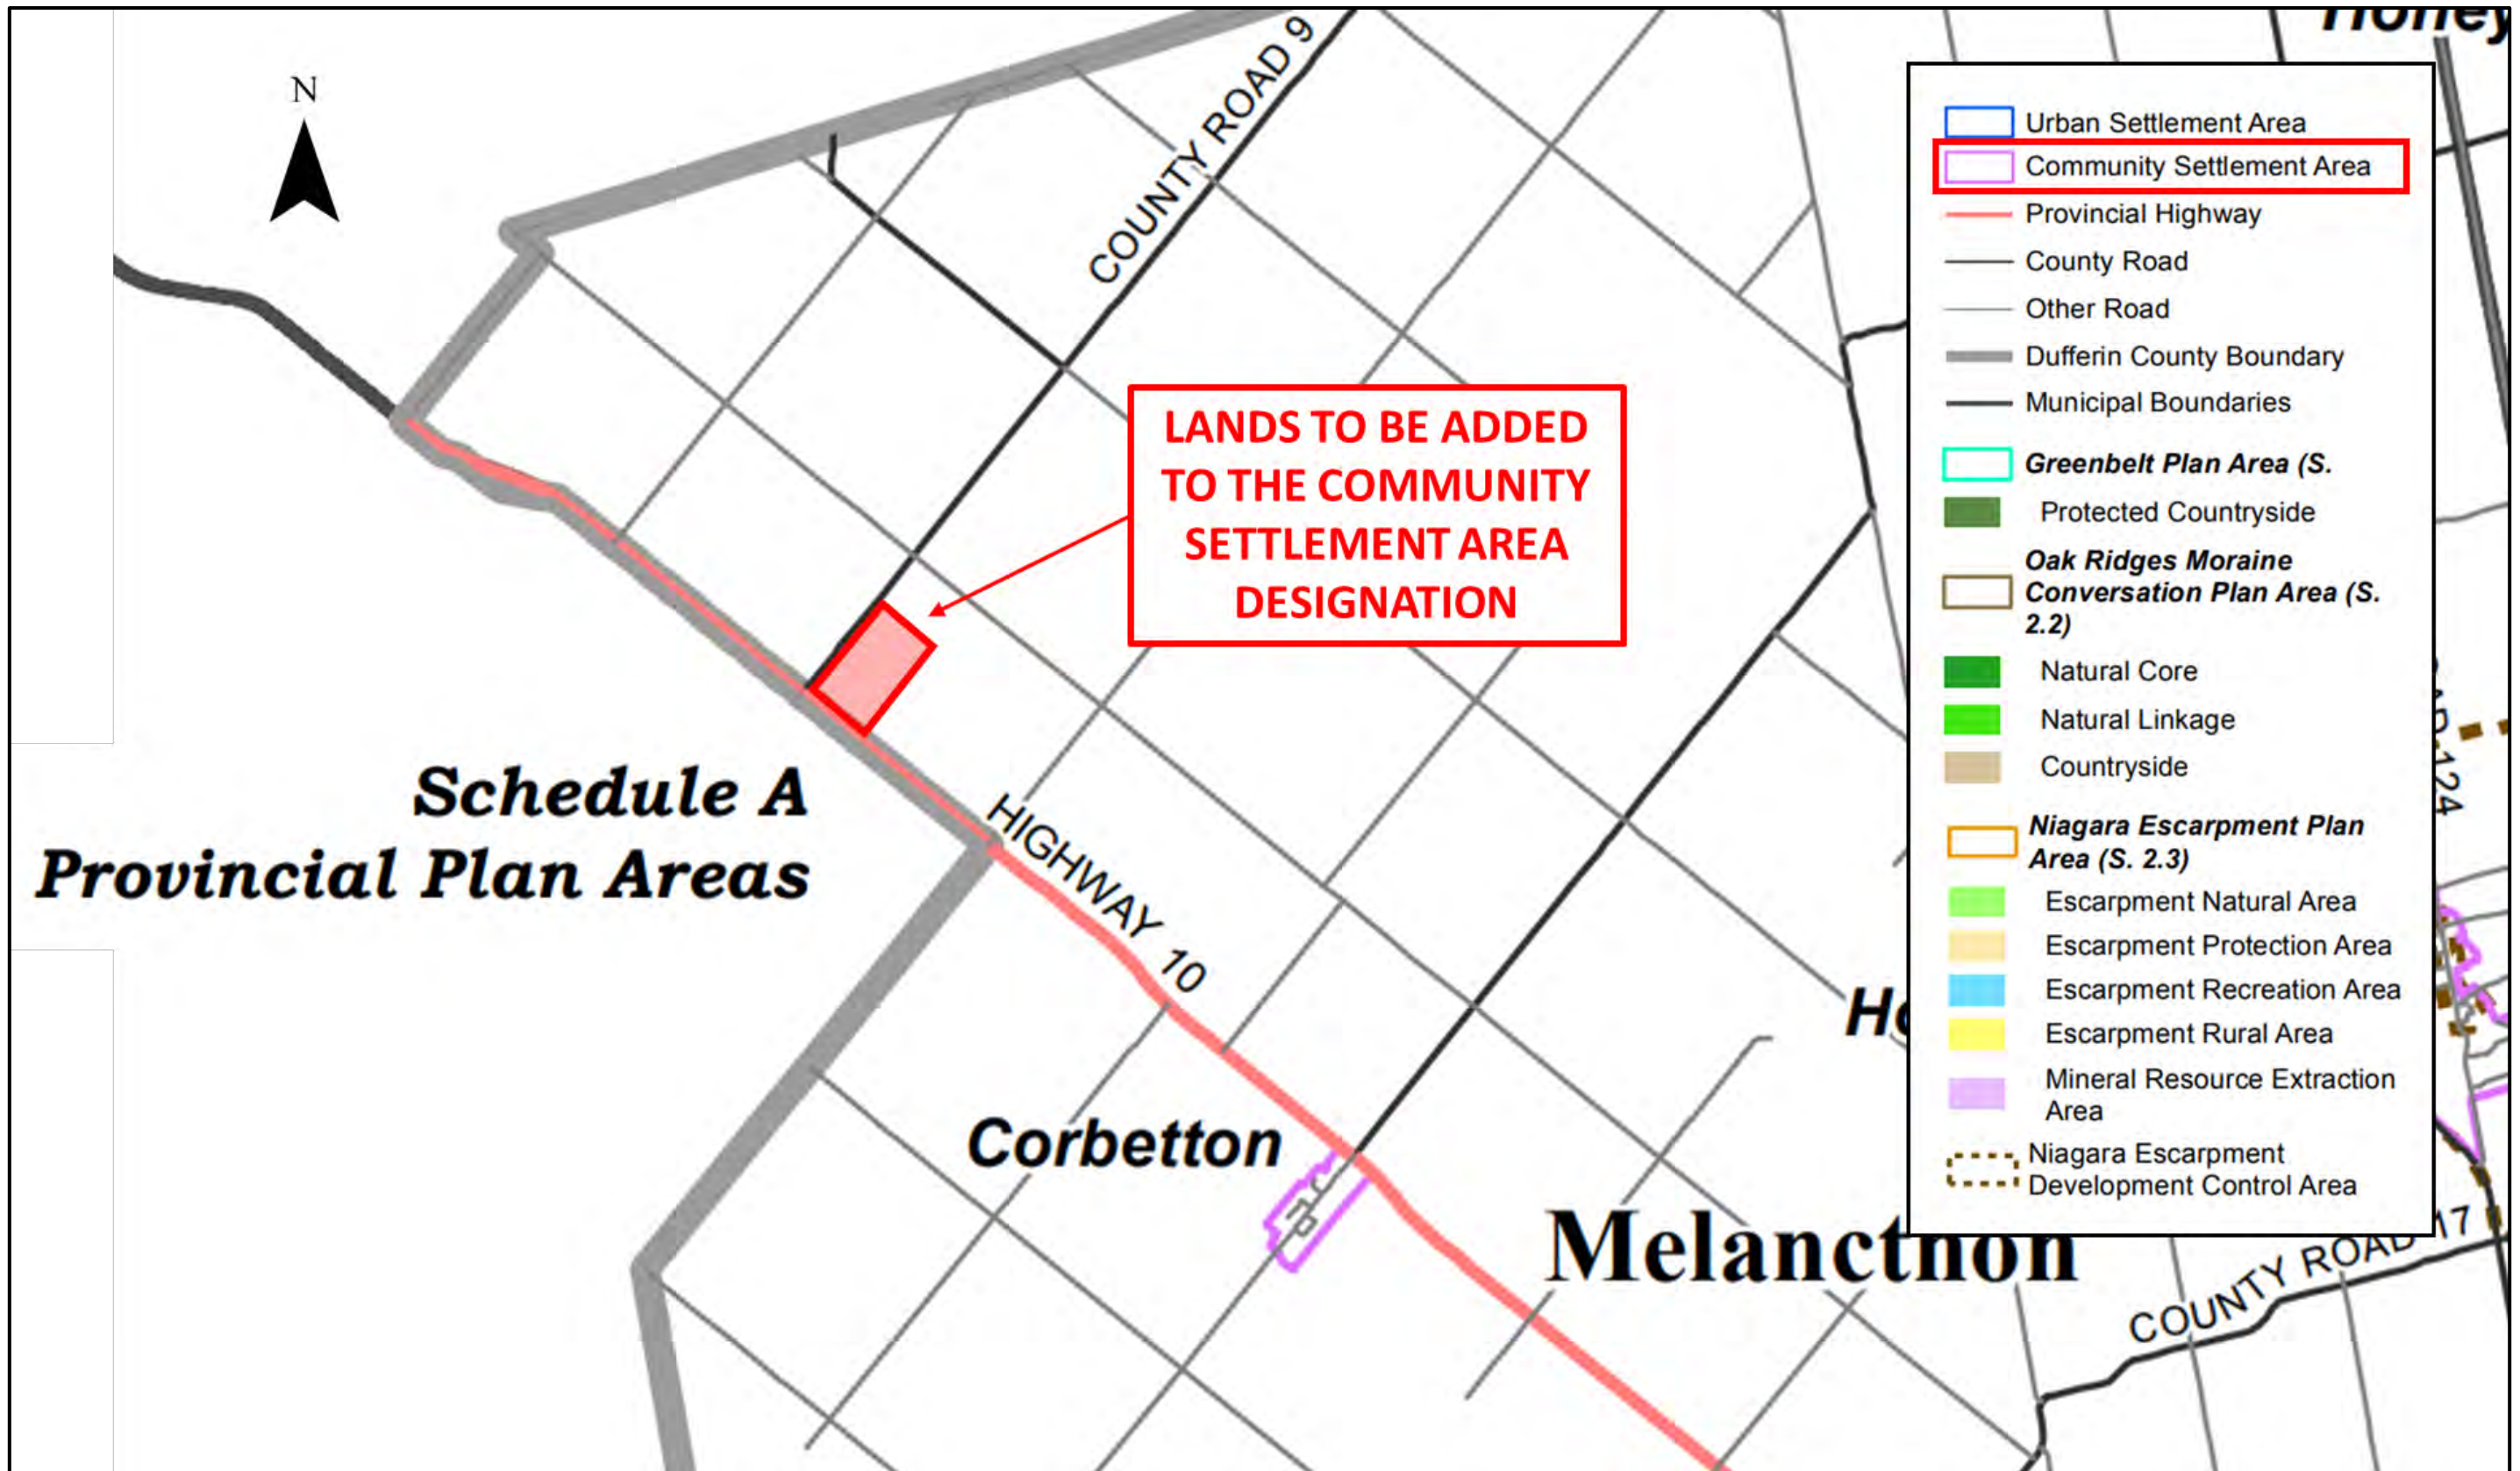 N
COUNTY ROAD 9
LANDS TO BE ADDED
TO THE COMMUNITY
SETTLEMENT AREA
DESIGNATION
Schedule A
Provincial Plan Areas
HIGHWAY 10
Corbetton
Melancthon
COUNTY ROAD 17
124
Urban Settlement Area
Community Settlement Area
Provincial Highway
County Road
Other Road
Dufferin County Boundary
Municipal Boundaries
Greenbelt Plan Area (S.
Protected Countryside
Oak Ridges Moraine
Conversation Plan Area (S.
2.2)
Natural Core
Natural Linkage
Countryside
Niagara Escarpment Plan
Area (S. 2.3)
Escarpment Natural Area
Escarpment Protection Area
Escarpment Recreation Area
Escarpment Rural Area
Mineral Resource Extraction
Area
Niagara Escarpment
Development Control Area